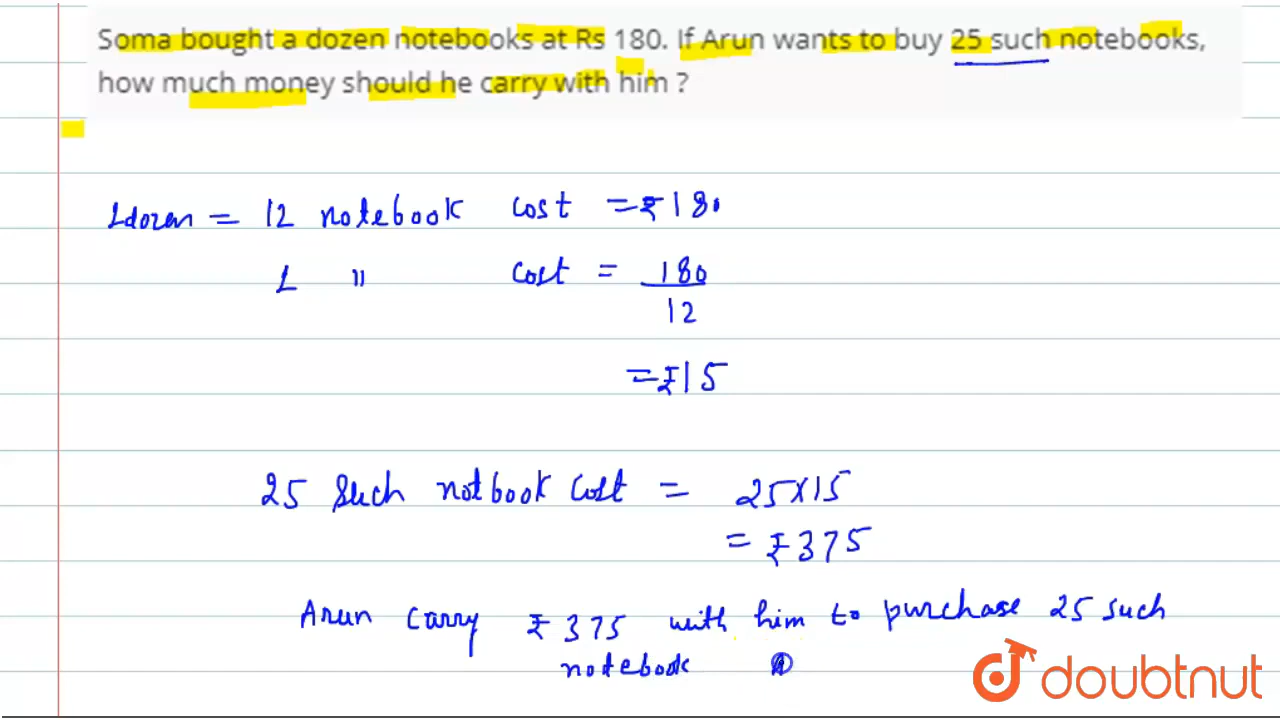 Soma bought a dozen notebooks at Rs 180. If Arun wants to buy 25 such notebooks,
how much money should he carry with him ?
1dozen = 12 notebook cost = ₹180
1 " cost = 180
12
= ₹15
25 Such notbook Cost = 25×15
= ₹375
Arun carry ₹375 with him to purchase 25 such
notebook
doubtnut